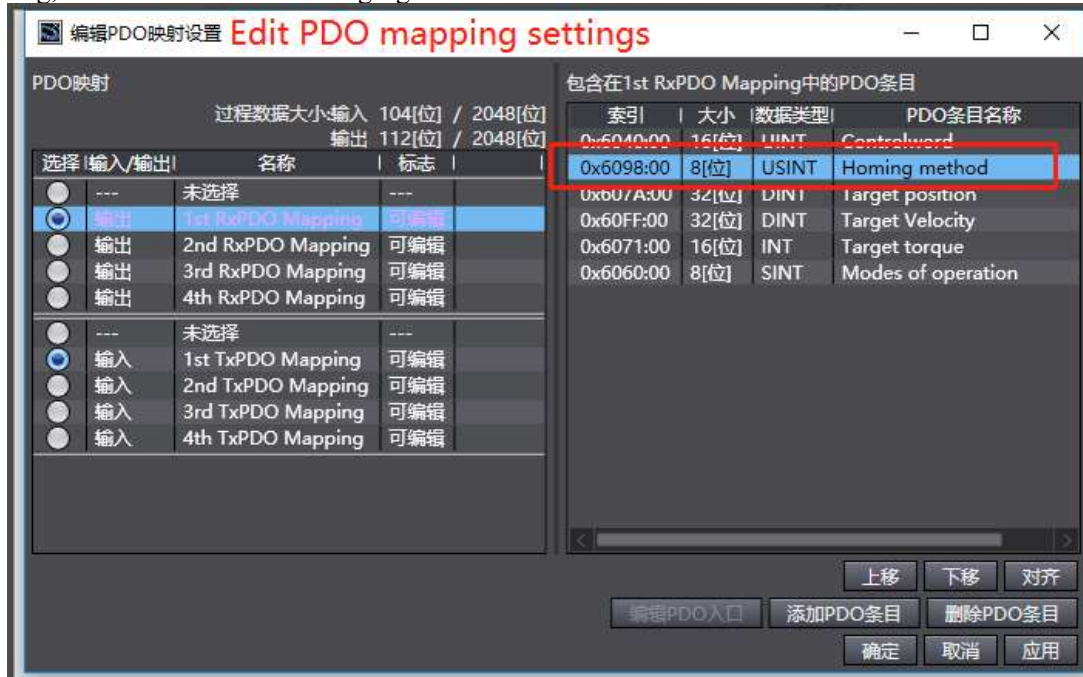 编辑PDO映射设置 Edit PDO mapping settings
PDO映射
过程数据大小:输入 104[位] / 2048[位]
输出 112[位] / 2048[位]
选择 输入/输出 名称 标志
--- 未选择 ---
输出 1st RxPDO Mapping 可编辑
输出 2nd RxPDO Mapping 可编辑
输出 3rd RxPDO Mapping 可编辑
输出 4th RxPDO Mapping 可编辑
--- 未选择 ---
输入 1st TxPDO Mapping 可编辑
输入 2nd TxPDO Mapping 可编辑
输入 3rd TxPDO Mapping 可编辑
输入 4th TxPDO Mapping 可编辑
包含在1st RxPDO Mapping中的PDO条目
索引 大小 数据类型 PDO条目名称
0x6040:00 16[位] UINT Controlword
0x6098:00 8[位] USINT Homing method
0x607A:00 32[位] DINT Target position
0x60FF:00 32[位] DINT Target Velocity
0x6071:00 16[位] INT Target torque
0x6060:00 8[位] SINT Modes of operation
上移 下移 对齐
编辑PDO入口 添加PDO条目 删除PDO条目
确定 取消 应用